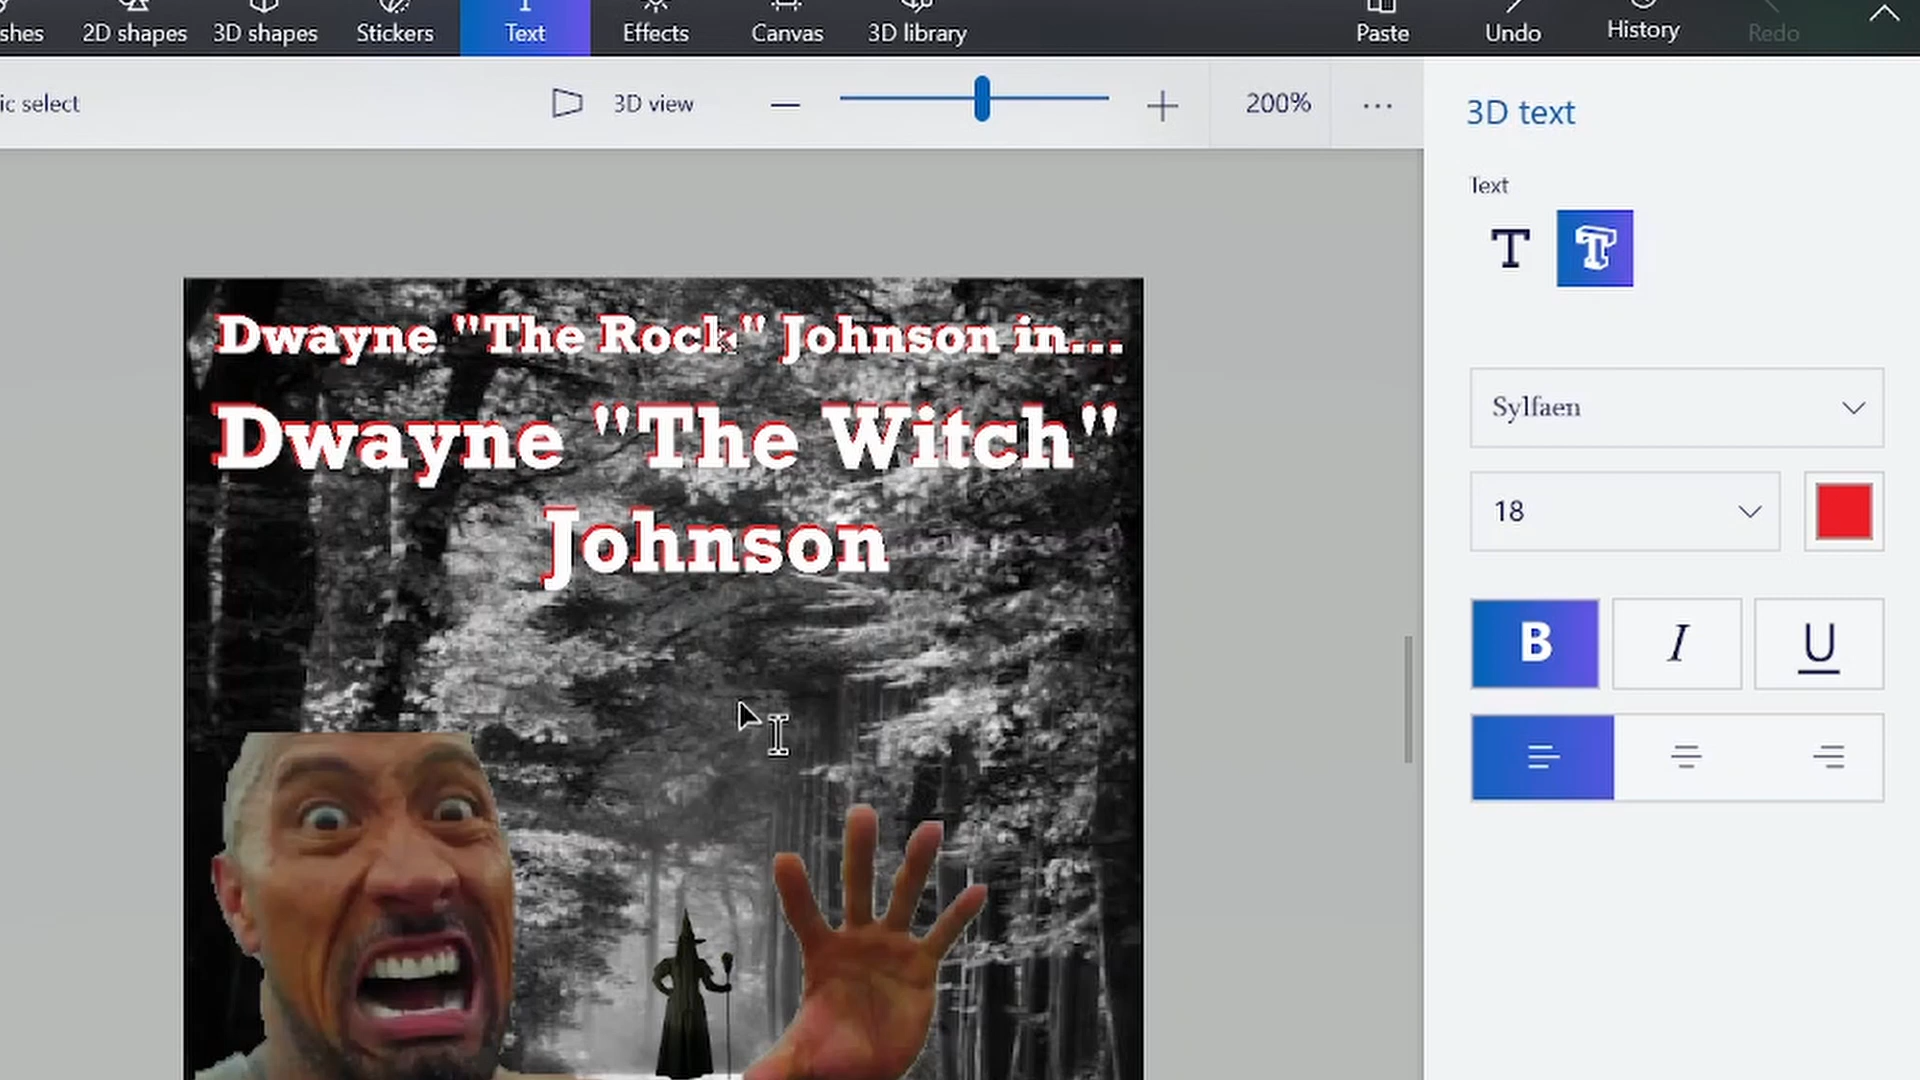 shes 2D shapes 3D shapes Stickers Text Effects Canvas 3D library Paste Undo History Redo
ic select 3D view 200%
3D text
Text
Sylfaen
18
B I U
Dwayne "The Rock" Johnson in...
Dwayne "The Witch"
Johnson